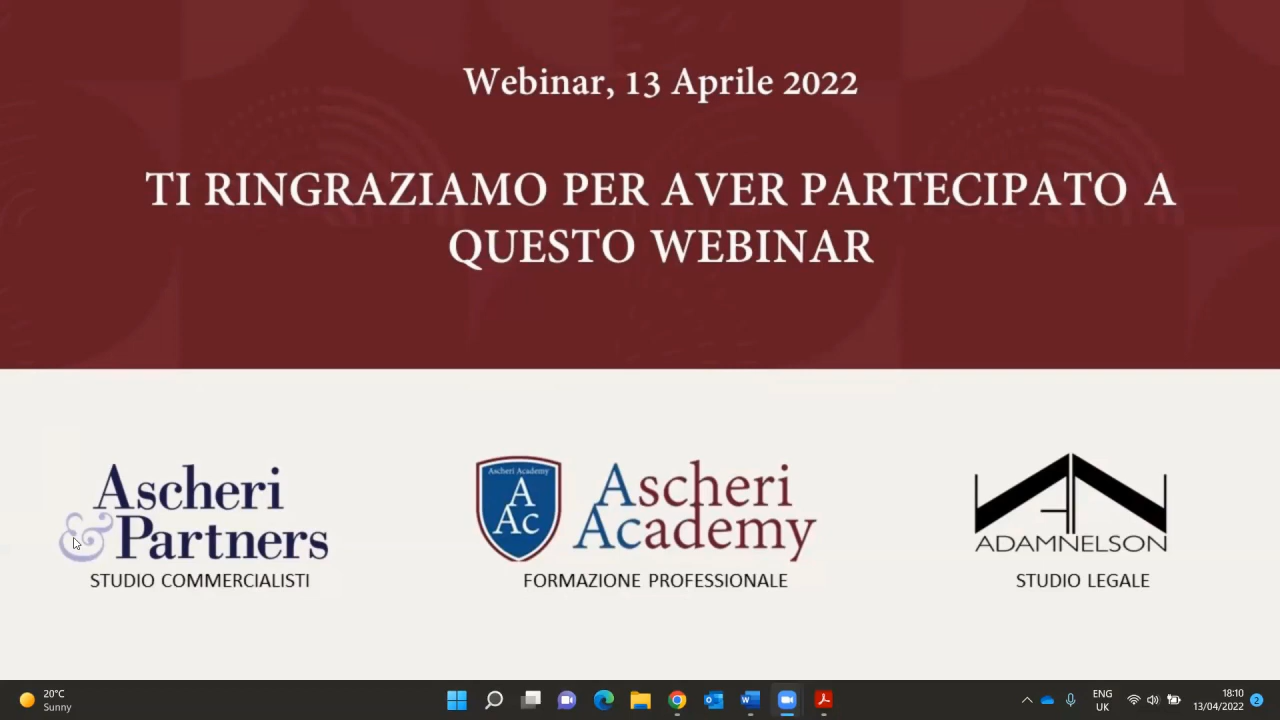 Webinar, 13 Aprile 2022
TI RINGRAZIAMO PER AVER PARTECIPATO A
QUESTO WEBINAR
Ascheri
& Partners
STUDIO COMMERCIALISTI
Ascheri Academy
A
Ac
Ascheri
Academy
FORMAZIONE PROFESSIONALE
AN
ADAMNELSON
STUDIO LEGALE
20°C
Sunny
ENG
UK
18:10
13/04/2022
2